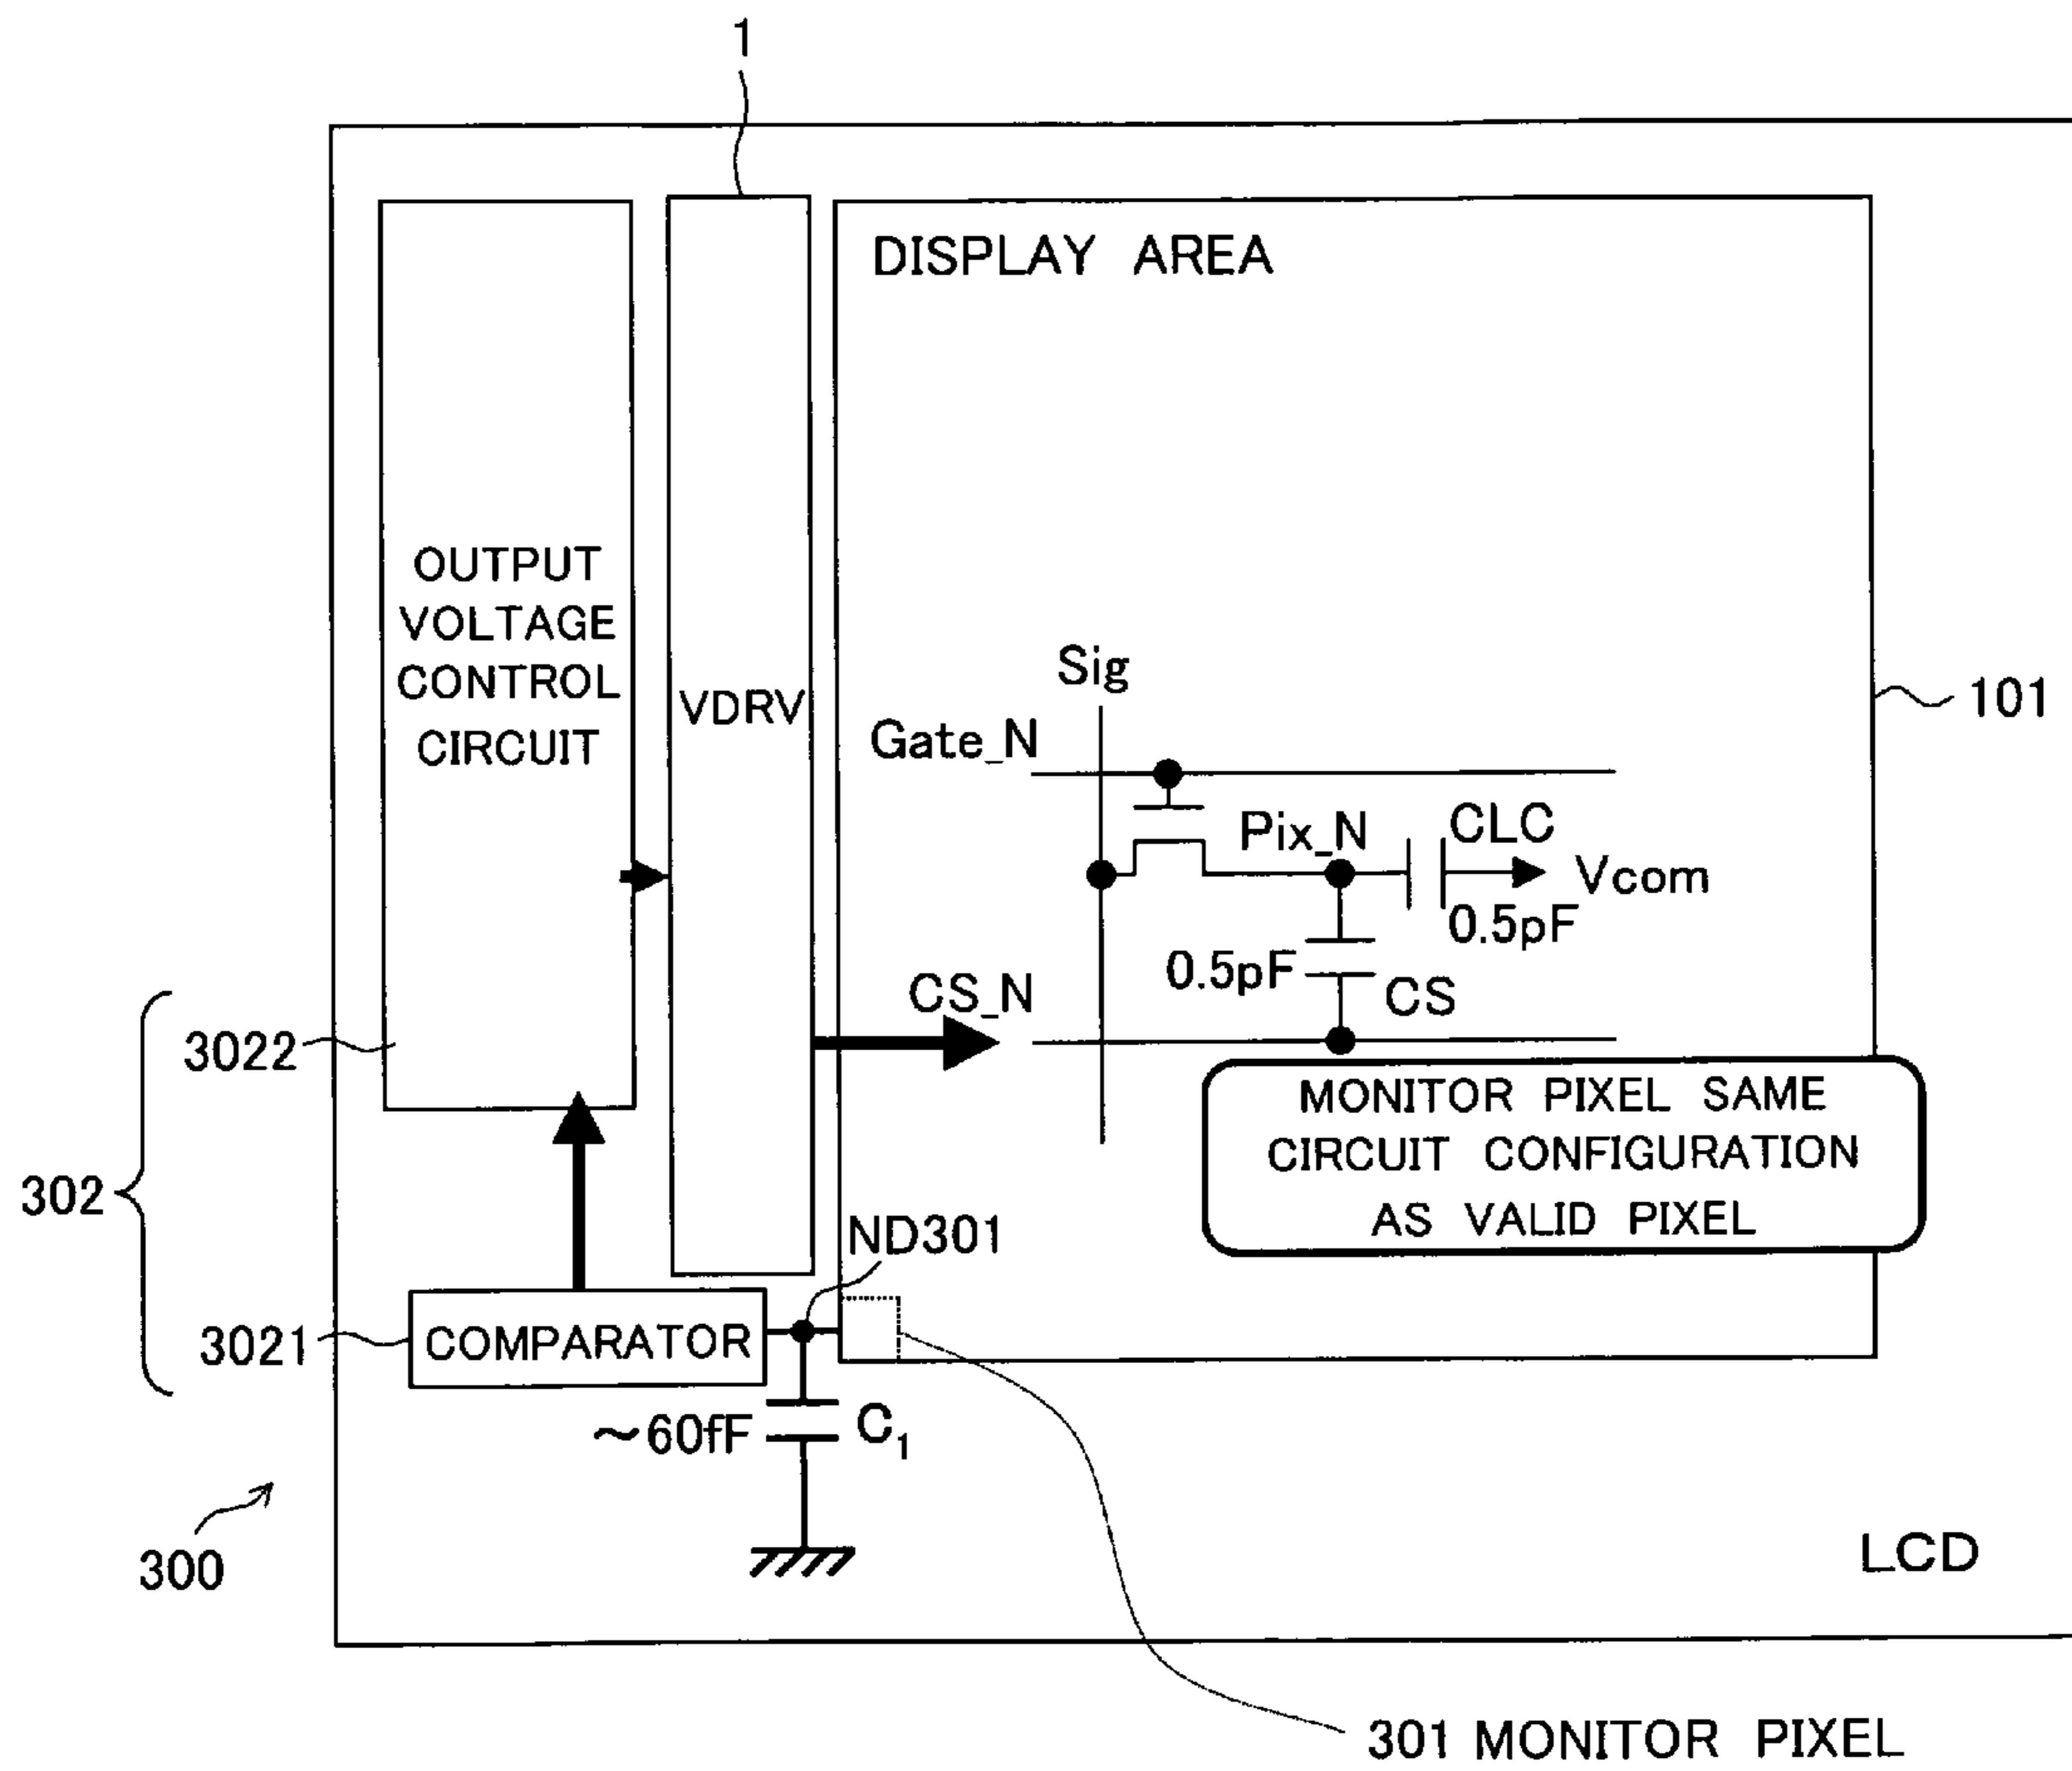 1
DISPLAY AREA
OUTPUT
VOLTAGE
CONTROL
CIRCUIT
VDRV
Sig
101
Gate_N
Pix_N
CLC
Vcom
0.5pF
0.5pF
CS_N
CS
3022
MONITOR PIXEL SAME
CIRCUIT CONFIGURATION
AS VALID PIXEL
302
ND301
3021
COMPARATOR
~60fF
C1
300
LCD
301 MONITOR PIXEL